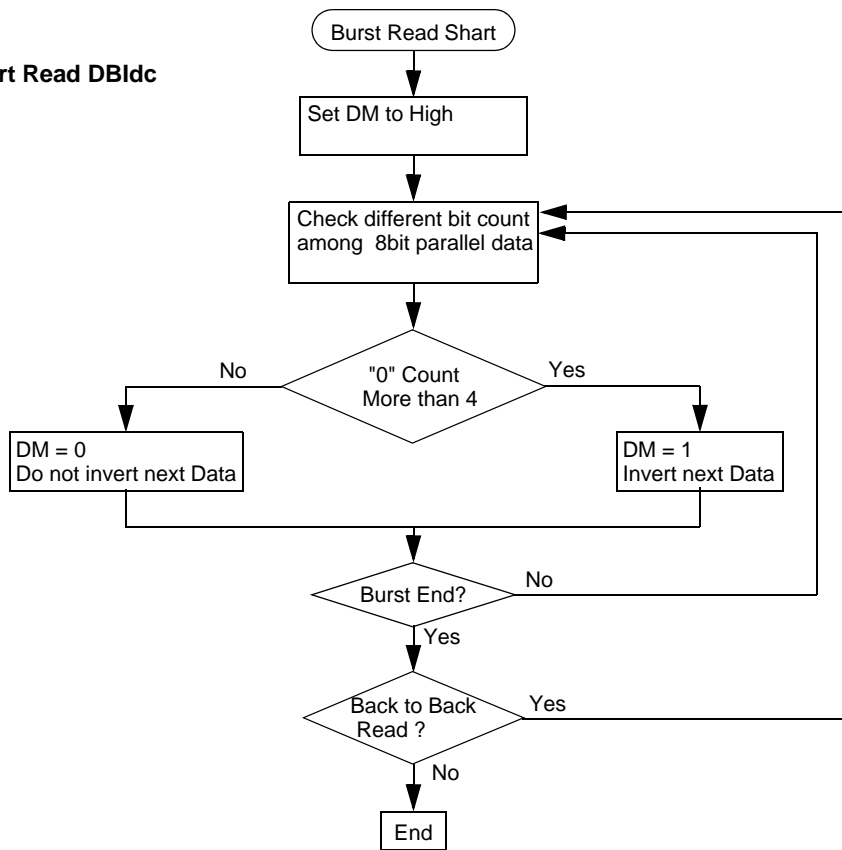 Burst Read Shart
rt Read DBIdc
Set DM to High
Check different bit count
among 8bit parallel data
No
"0" Count
More than 4
Yes
DM = 0
Do not invert next Data
DM = 1
Invert next Data
Burst End?
No
Yes
Back to Back
Read ?
Yes
No
End